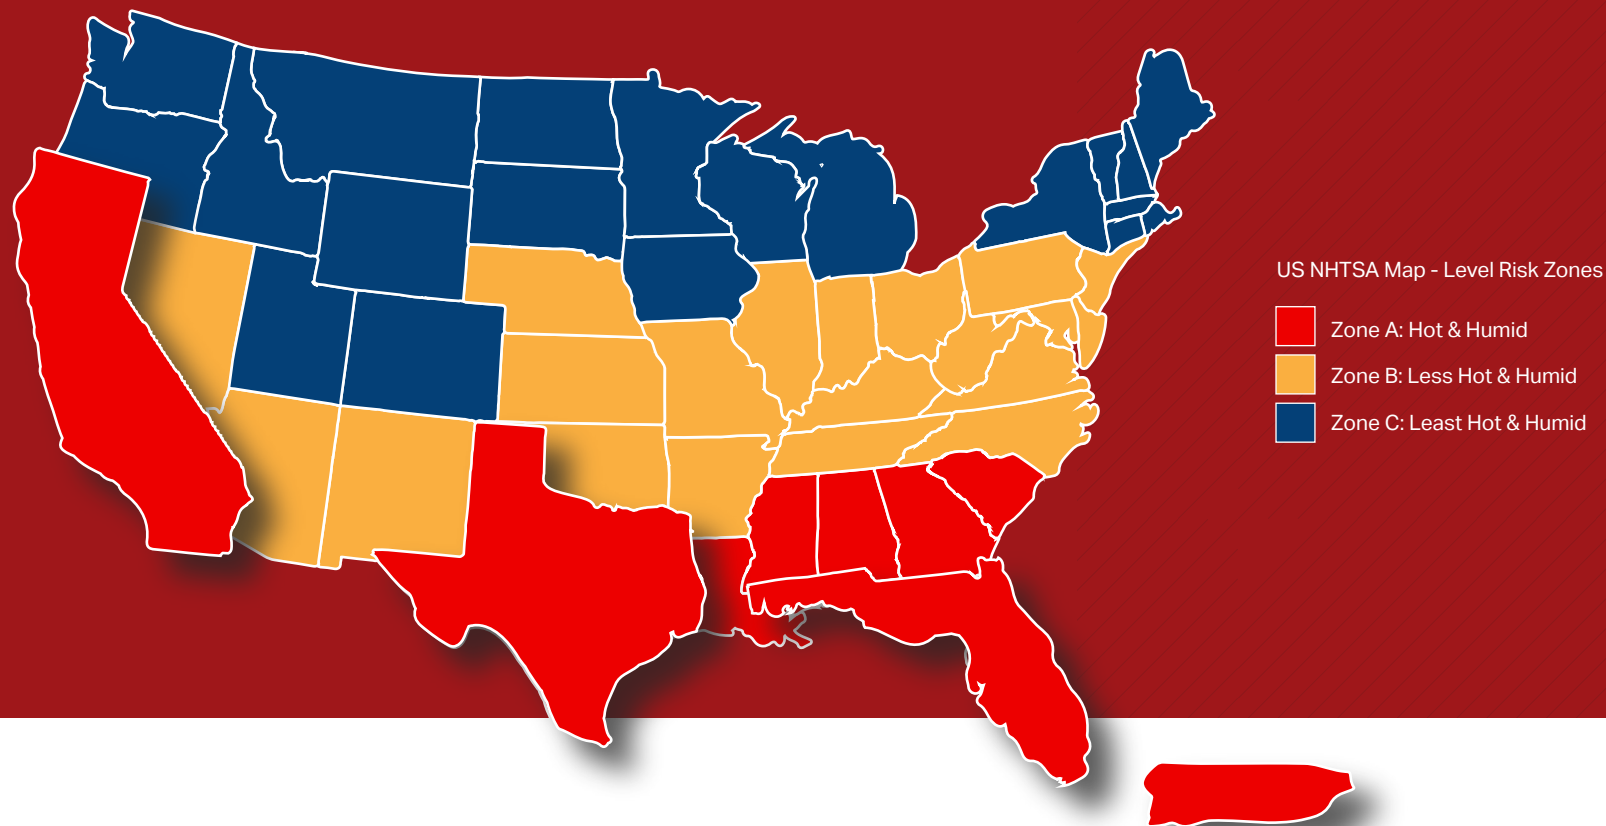 US NHTSA Map - Level Risk Zones
Zone A: Hot & Humid
Zone B: Less Hot & Humid
Zone C: Least Hot & Humid